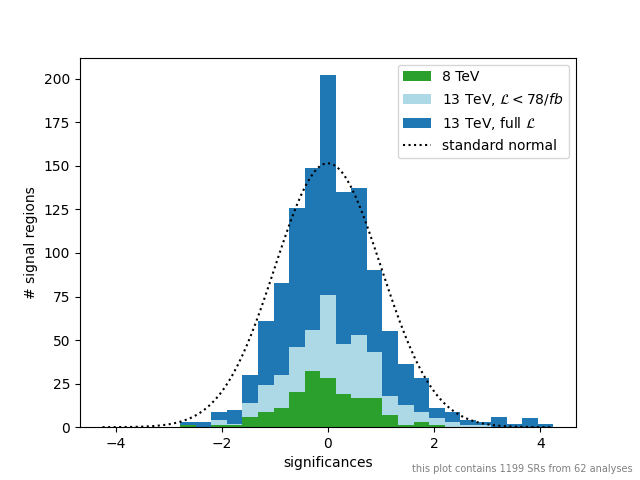 200
175
150
125
100
75
50
25
0
# signal regions
8 TeV
13 TeV, ℒ < 78/fb
13 TeV, full ℒ
standard normal
−4 −2 0 2 4
significances
this plot contains 1199 SRs from 62 analyses